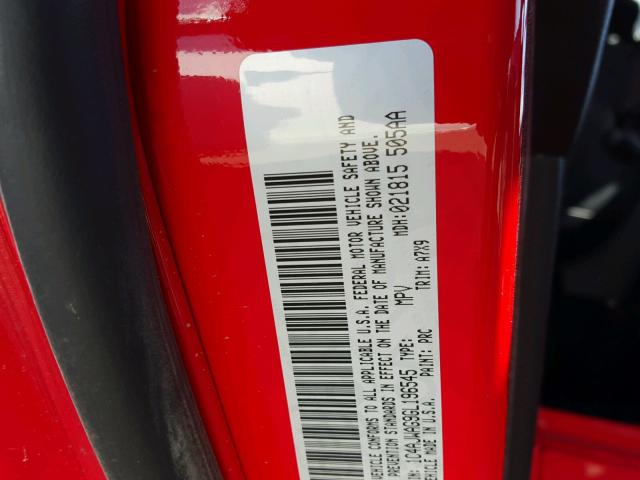 VEHICLE CONFORMS TO ALL APPLICABLE U.S.A. FEDERAL MOTOR VEHICLE SAFETY AND
PREVENTION STANDARDS IN EFFECT ON THE DATE OF MANUFACTURE SHOWN ABOVE.
1C4AJWAG9GL196545 TYPE: MPV MDH:021815 505AA
VEHICLE MADE IN U.S.A. PAINT: PRC TRIM: A7X9